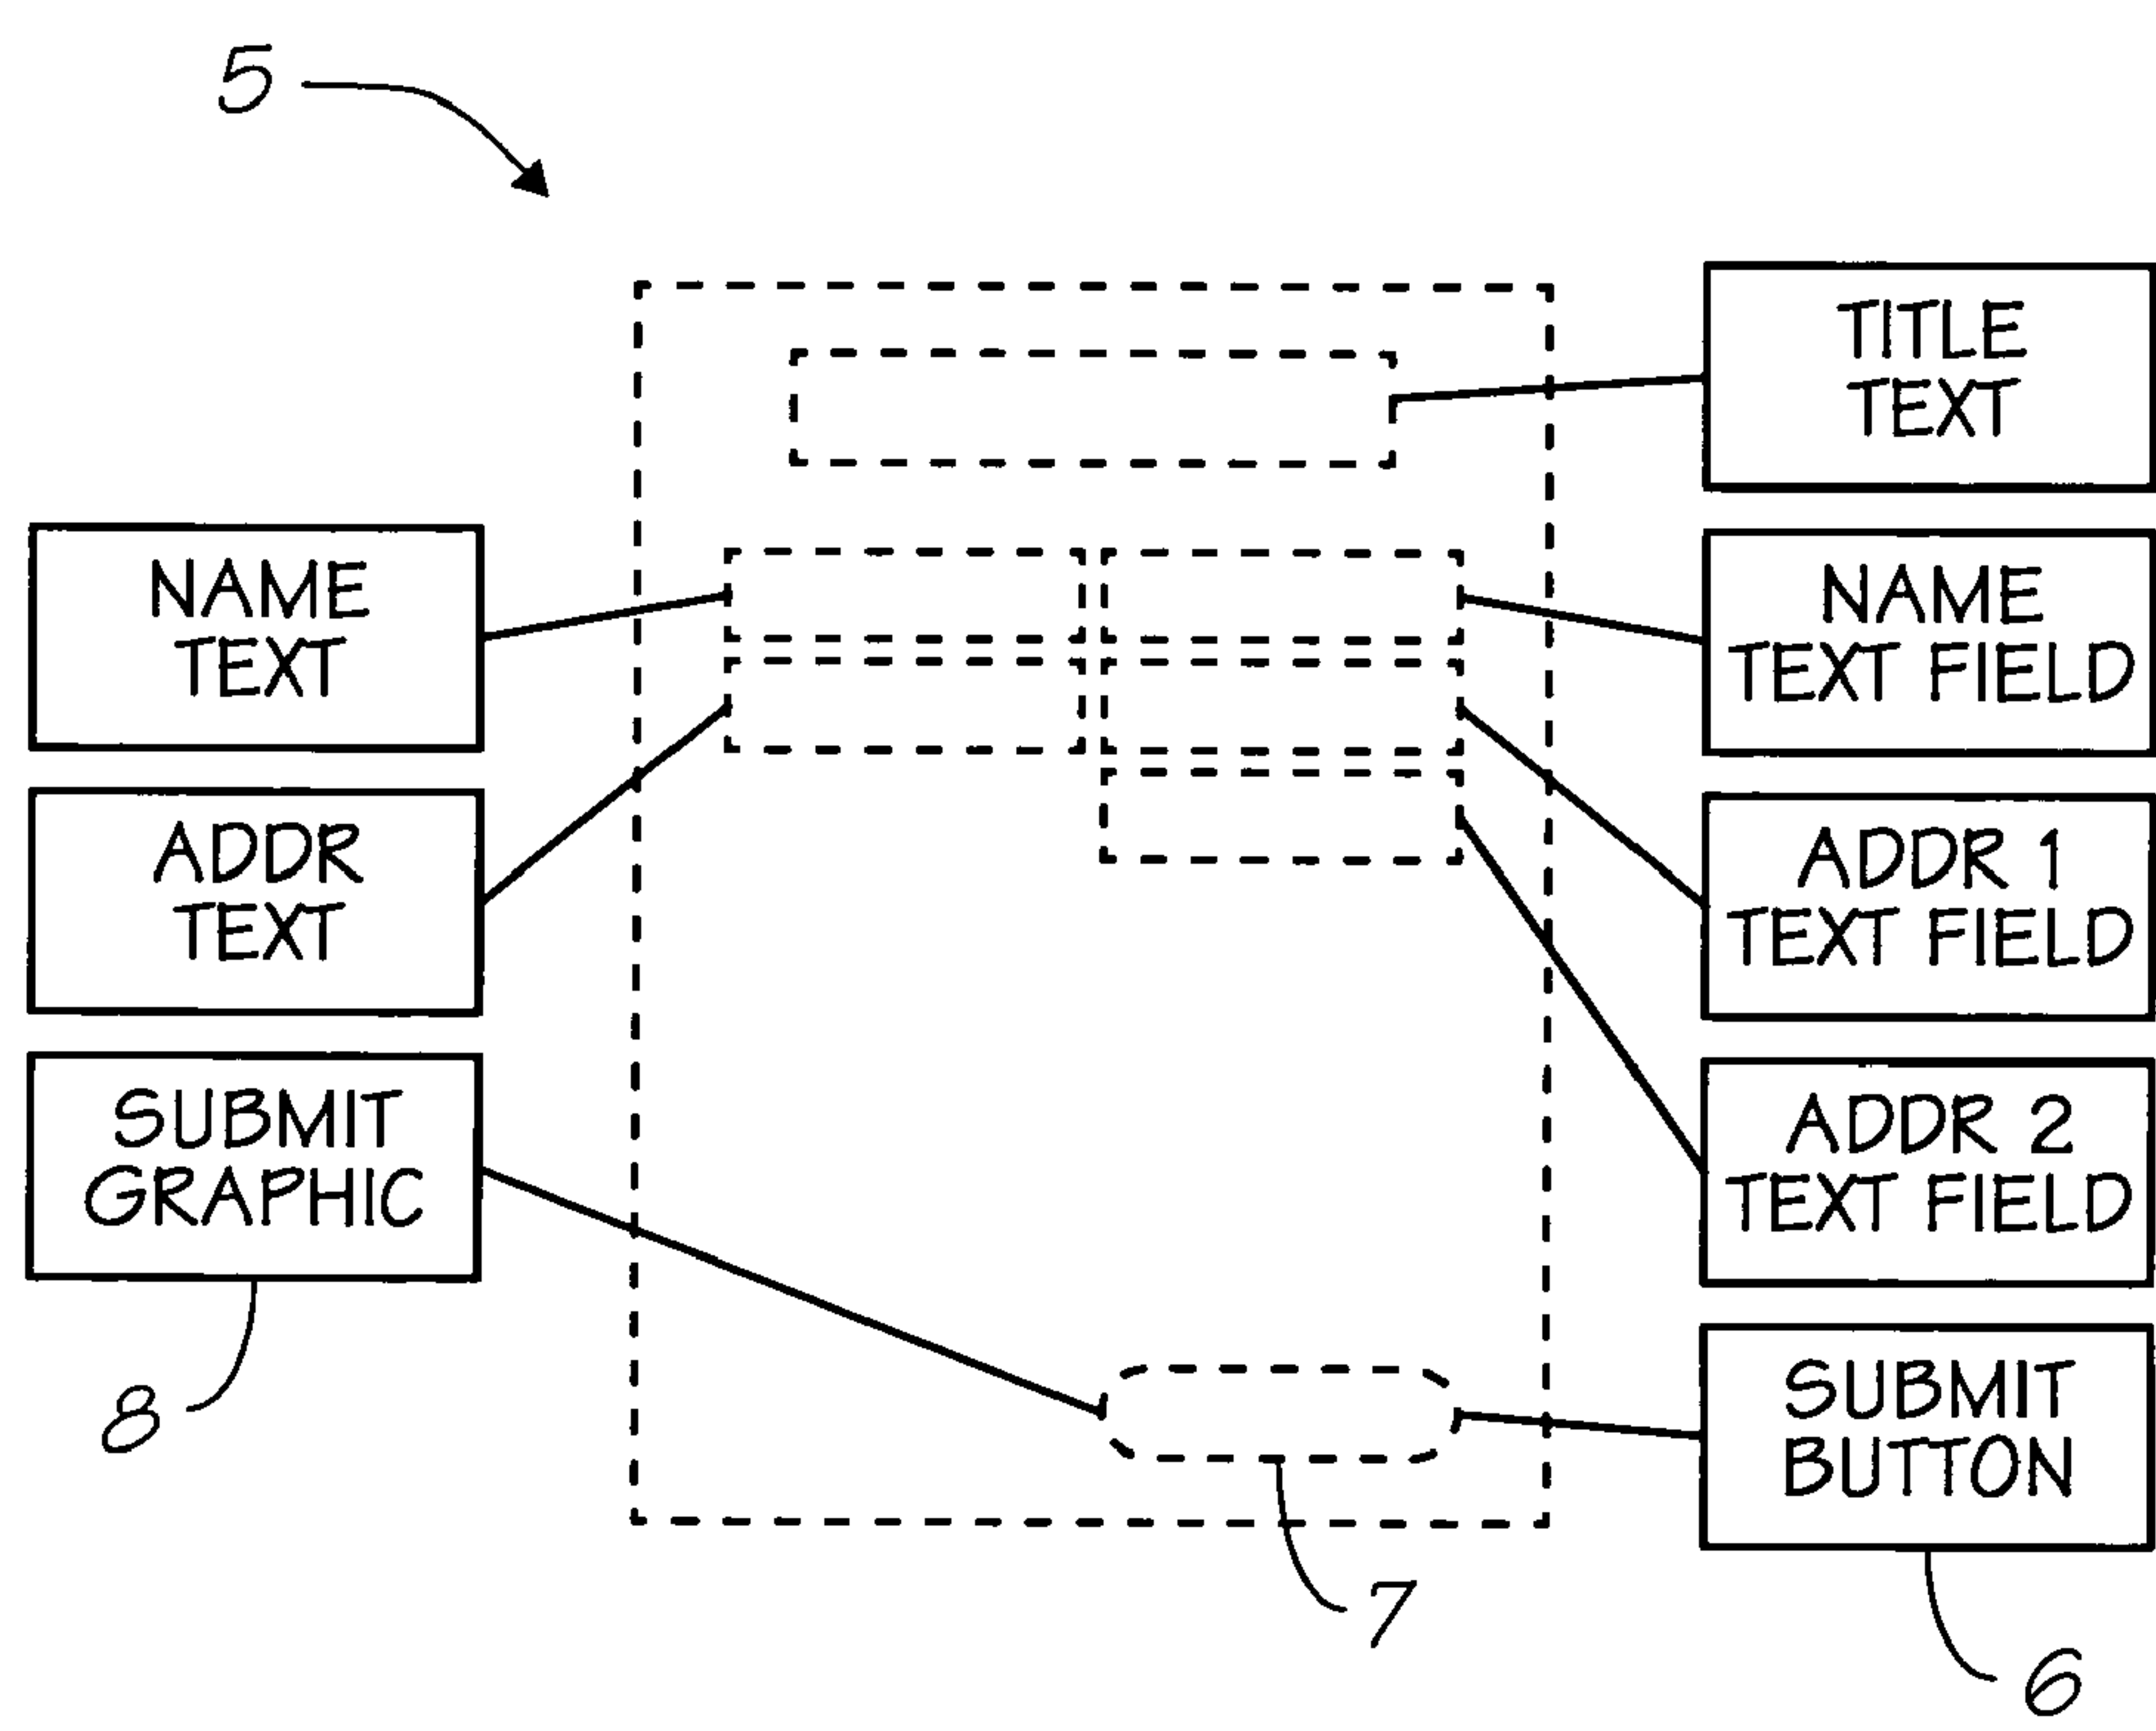 5
TITLE
TEXT
NAME
TEXT
NAME
TEXT FIELD
ADDR
TEXT
ADDR 1
TEXT FIELD
SUBMIT
GRAPHIC
ADDR 2
TEXT FIELD
SUBMIT
BUTTON
8
7
6